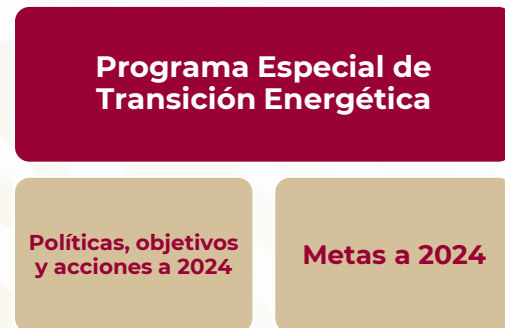 Programa Especial de
Transición Energética
Políticas, objetivos
y acciones a 2024
Metas a 2024